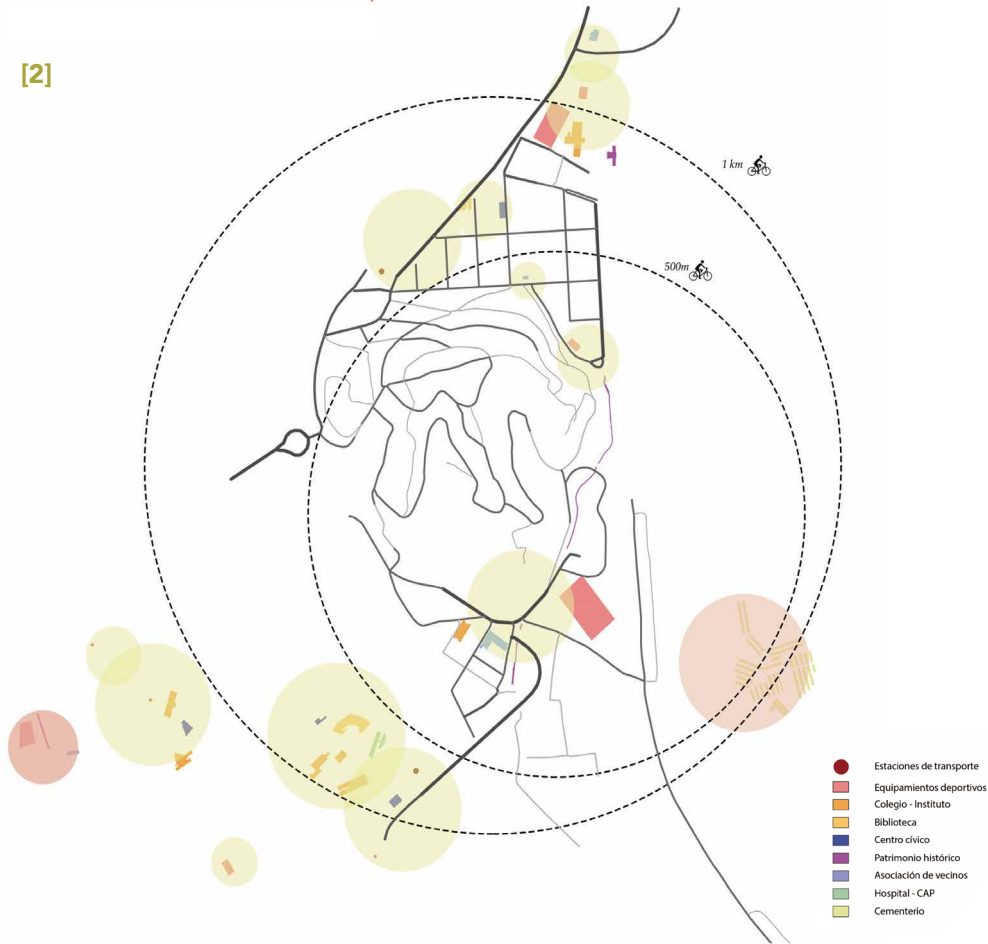 [2]
1 km
500m
Estaciones de transporte
Equipamientos deportivos
Colegio - Instituto
Biblioteca
Centro cívico
Patrimonio histórico
Asociación de vecinos
Hospital - CAP
Cementerio